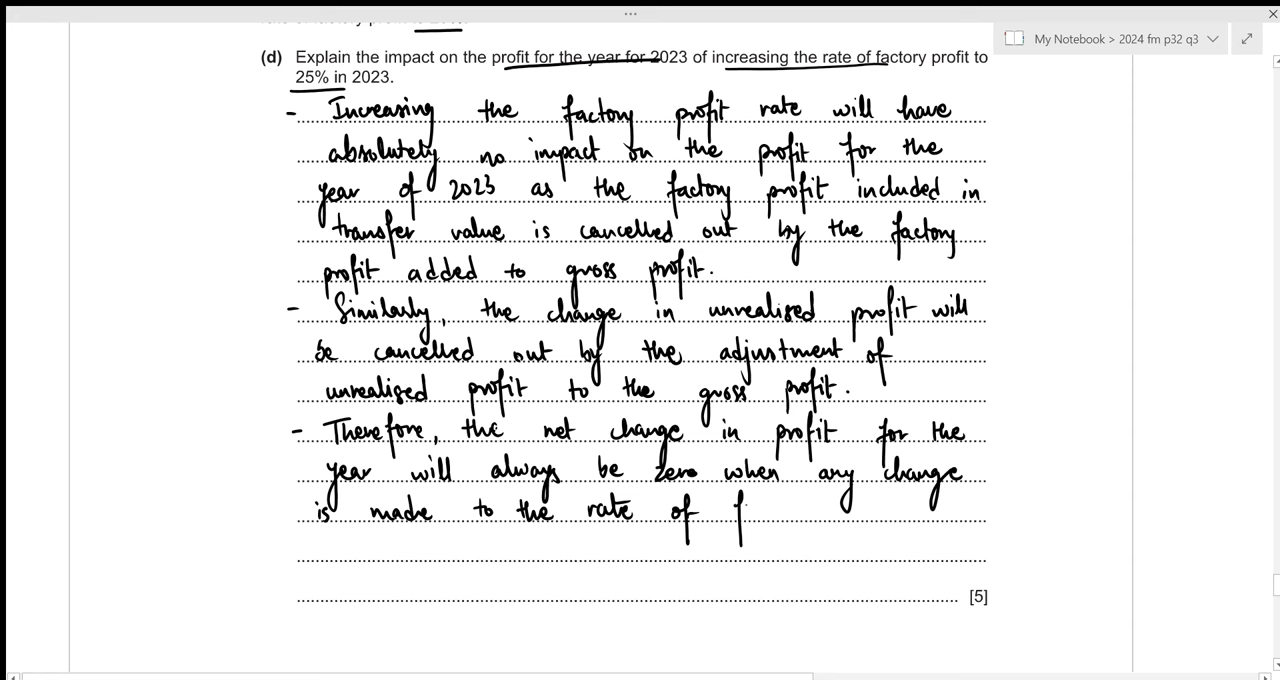 My Notebook > 2024 fm p32 q3
(d) Explain the impact on the profit for the year for 2023 of increasing the rate of factory profit to
25% in 2023.
- Increasing the factory profit rate will have
absolutely no impact on the profit for the
year of 2023 as the factory profit included in
transfer value is cancelled out by the factory
profit added to gross profit.
- Similarly, the change in unrealised profit will
be cancelled out by the adjustment of
unrealised profit to the gross profit.
- Therefore, the net change in profit for the
year will always be zero when any change
is made to the rate of f
[5]